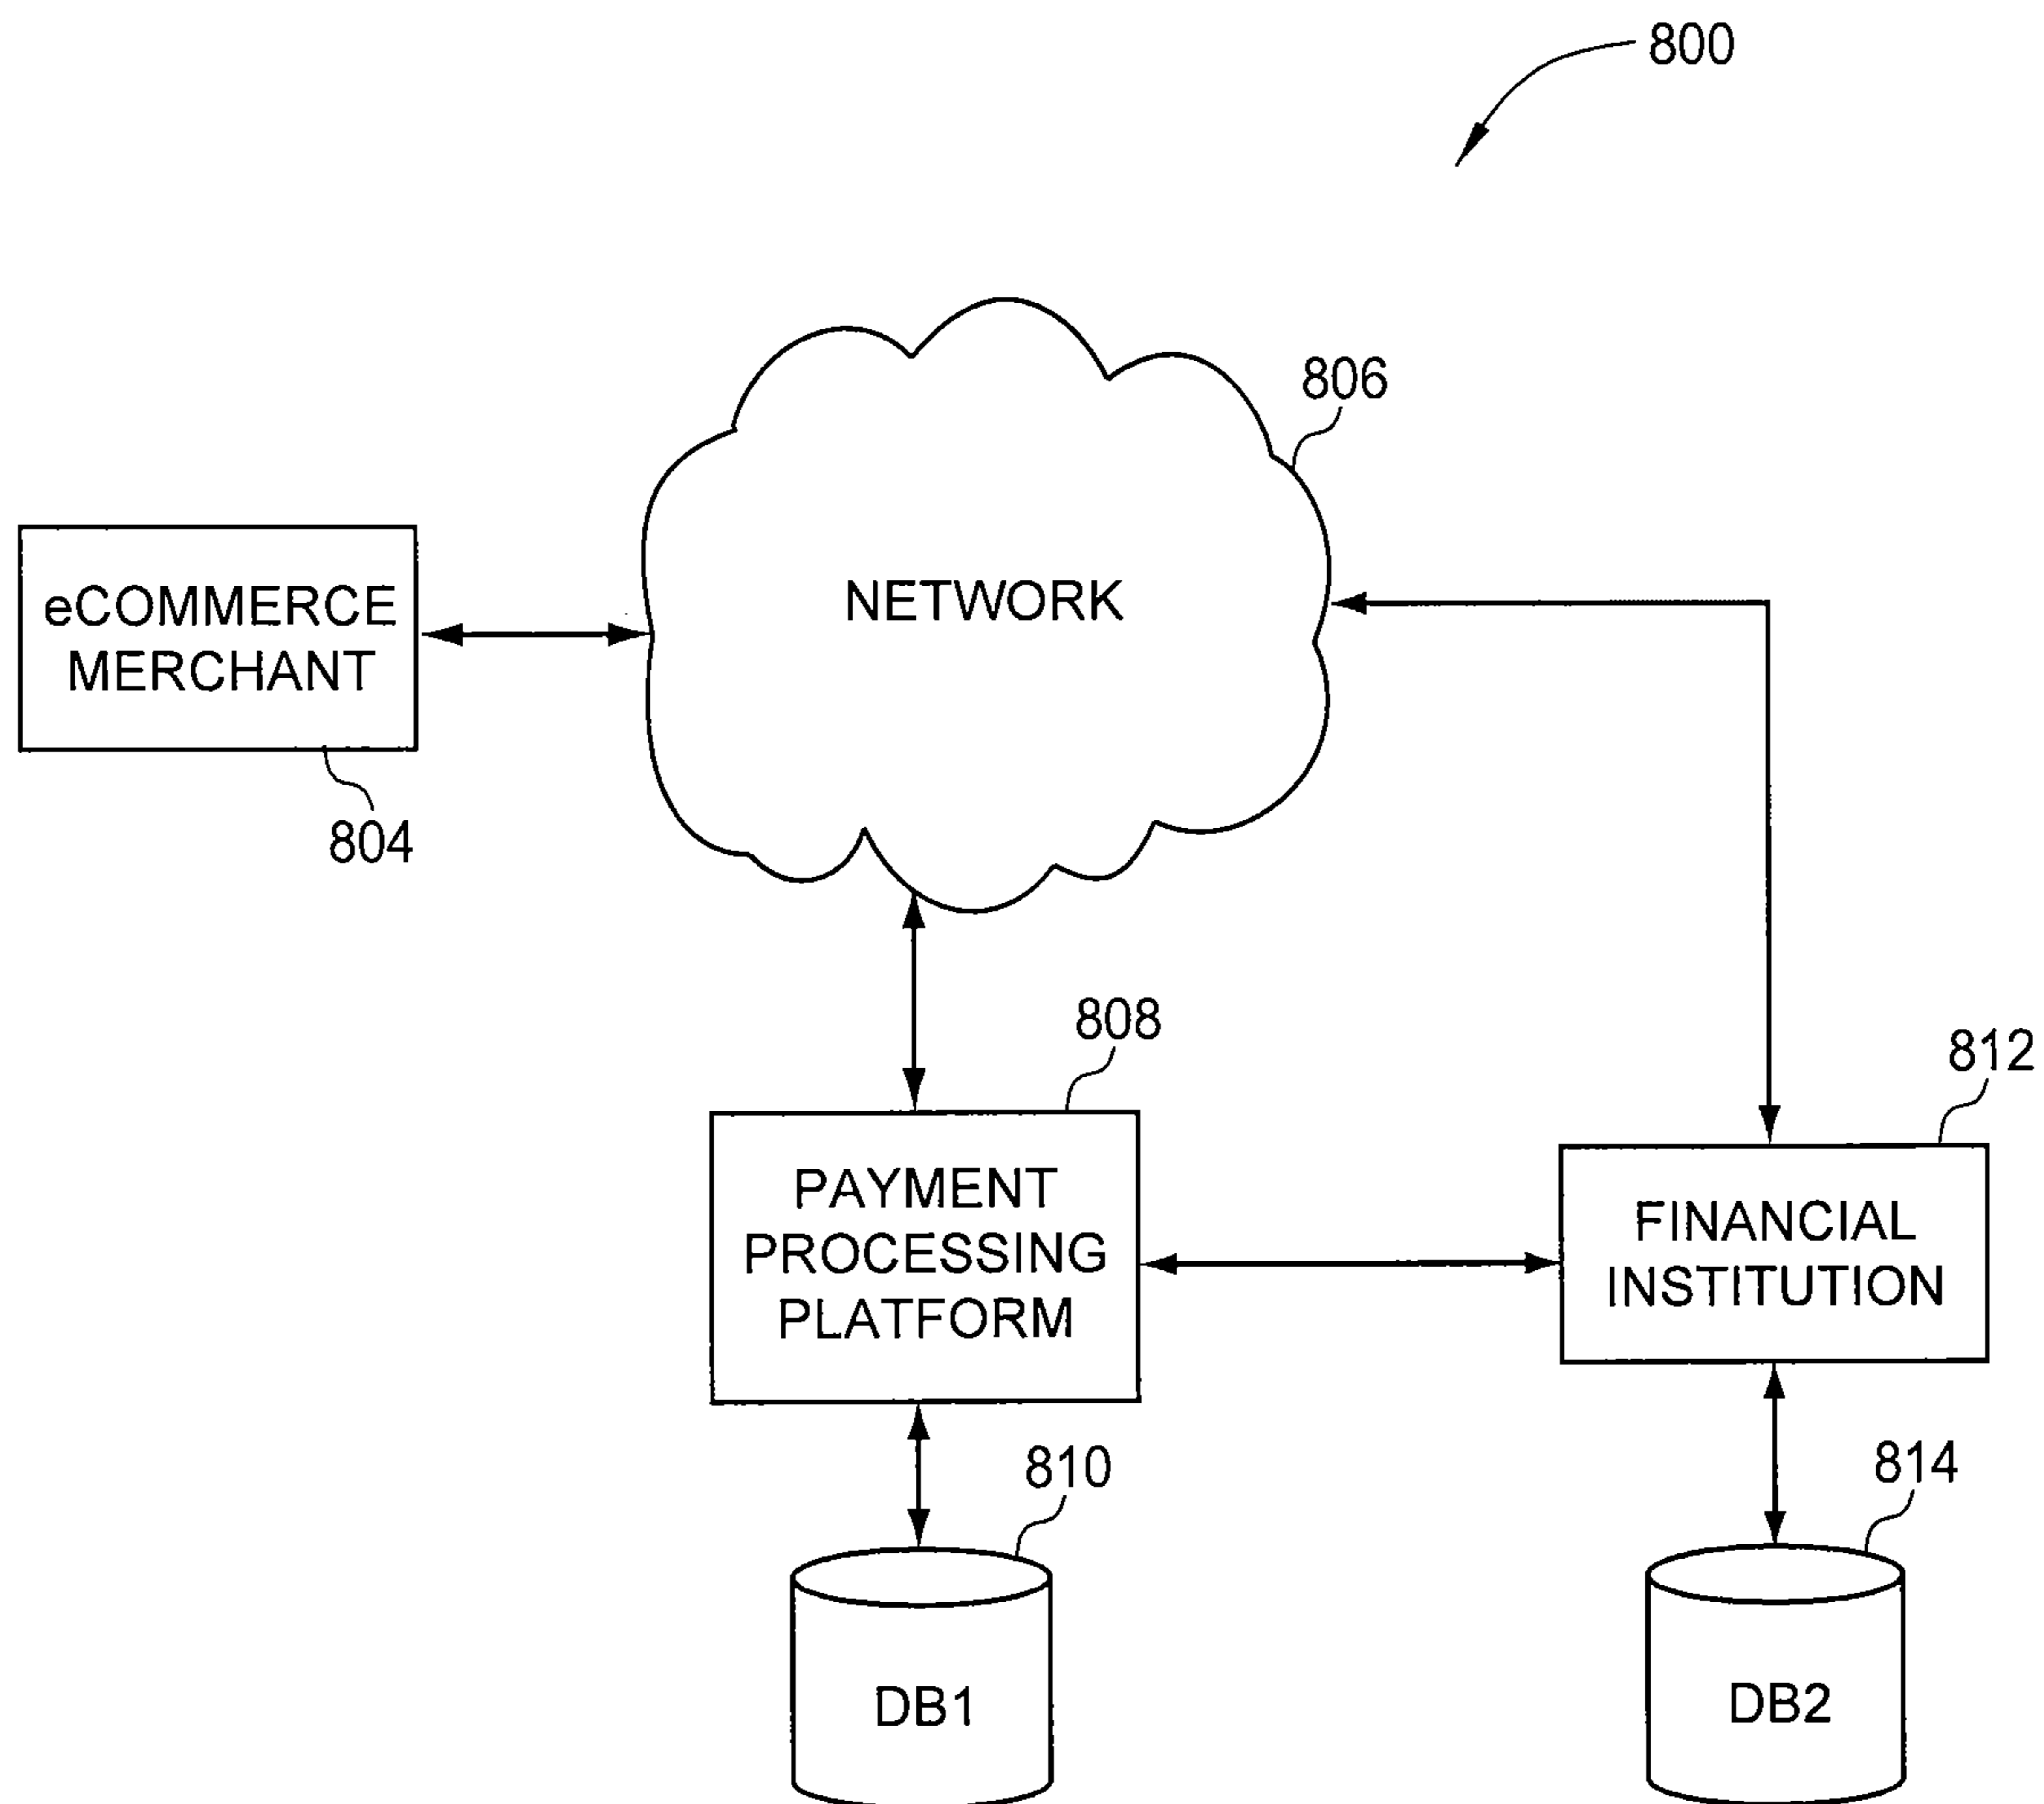 800
806
NETWORK
eCOMMERCE
MERCHANT
804
808
812
PAYMENT
PROCESSING
PLATFORM
FINANCIAL
INSTITUTION
810
814
DB1
DB2